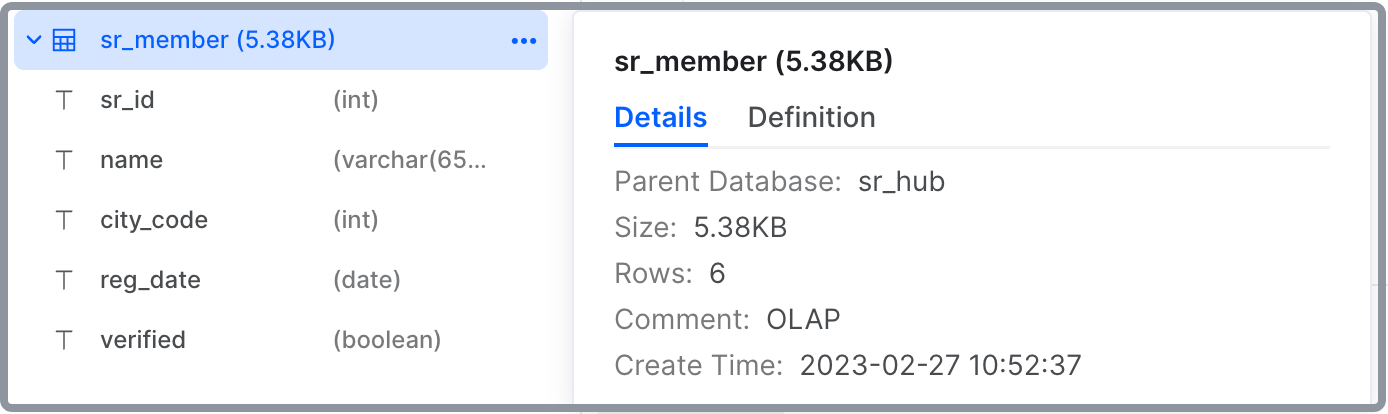 sr_member (5.38KB)
sr_id (int)
name (varchar(65...
city_code (int)
reg_date (date)
verified (boolean)
sr_member (5.38KB)
Details Definition
Parent Database: sr_hub
Size: 5.38KB
Rows: 6
Comment: OLAP
Create Time: 2023-02-27 10:52:37